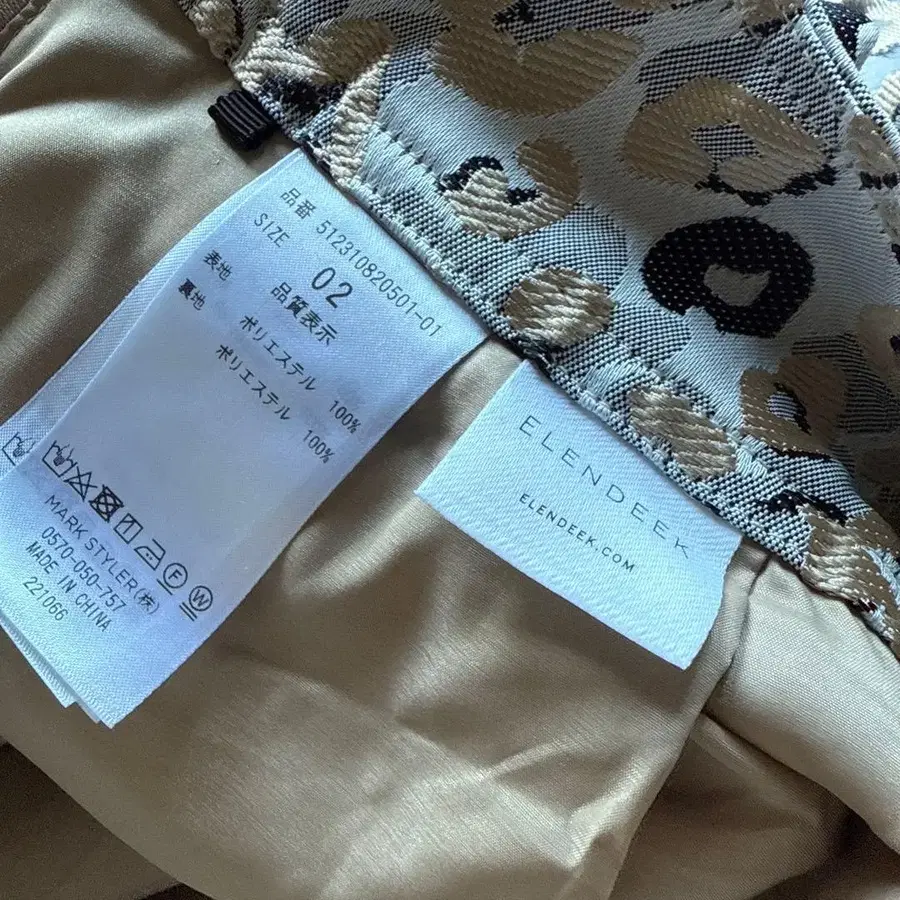 品番 512310820501-01
SIZE
02
品質表示
表地 ポリエステル 100%
裏地 ポリエステル 100%
MARK STYLER(株)
0570-050-757
MADE IN CHINA
221066
ELENDEEK
ELENDEEK.COM